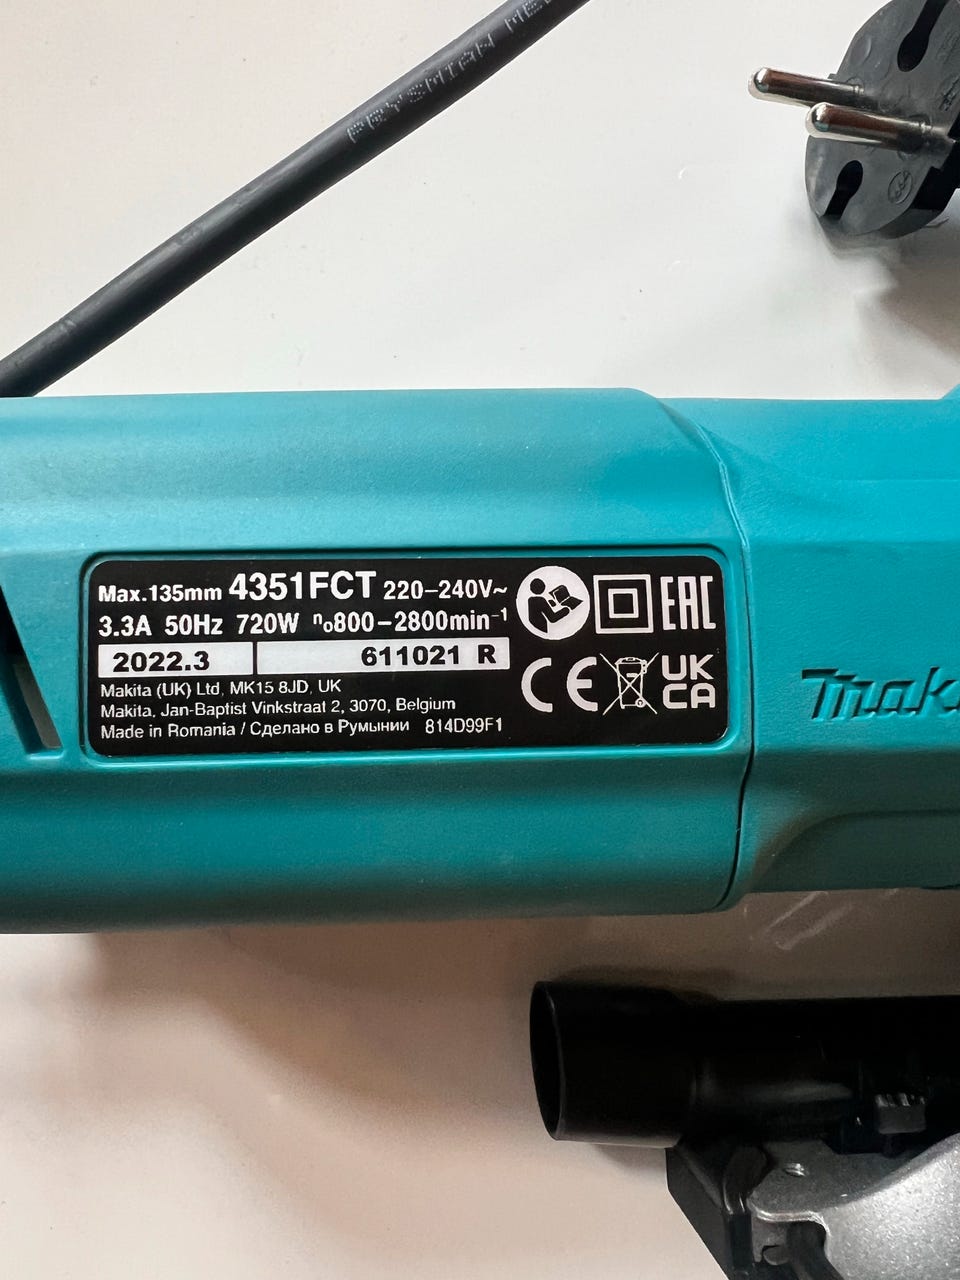 PRYSMIAN
Max.135mm 4351FCT 220-240V~
3.3A 50Hz 720W n₀800-2800min⁻¹
2022.3 611021 R
Makita (UK) Ltd, MK15 8JD, UK
Makita, Jan-Baptist Vinkstraat 2, 3070, Belgium
Made in Romania / Сделано в Румынии 814D99F1
EAC
CE
UK
CA
Mak